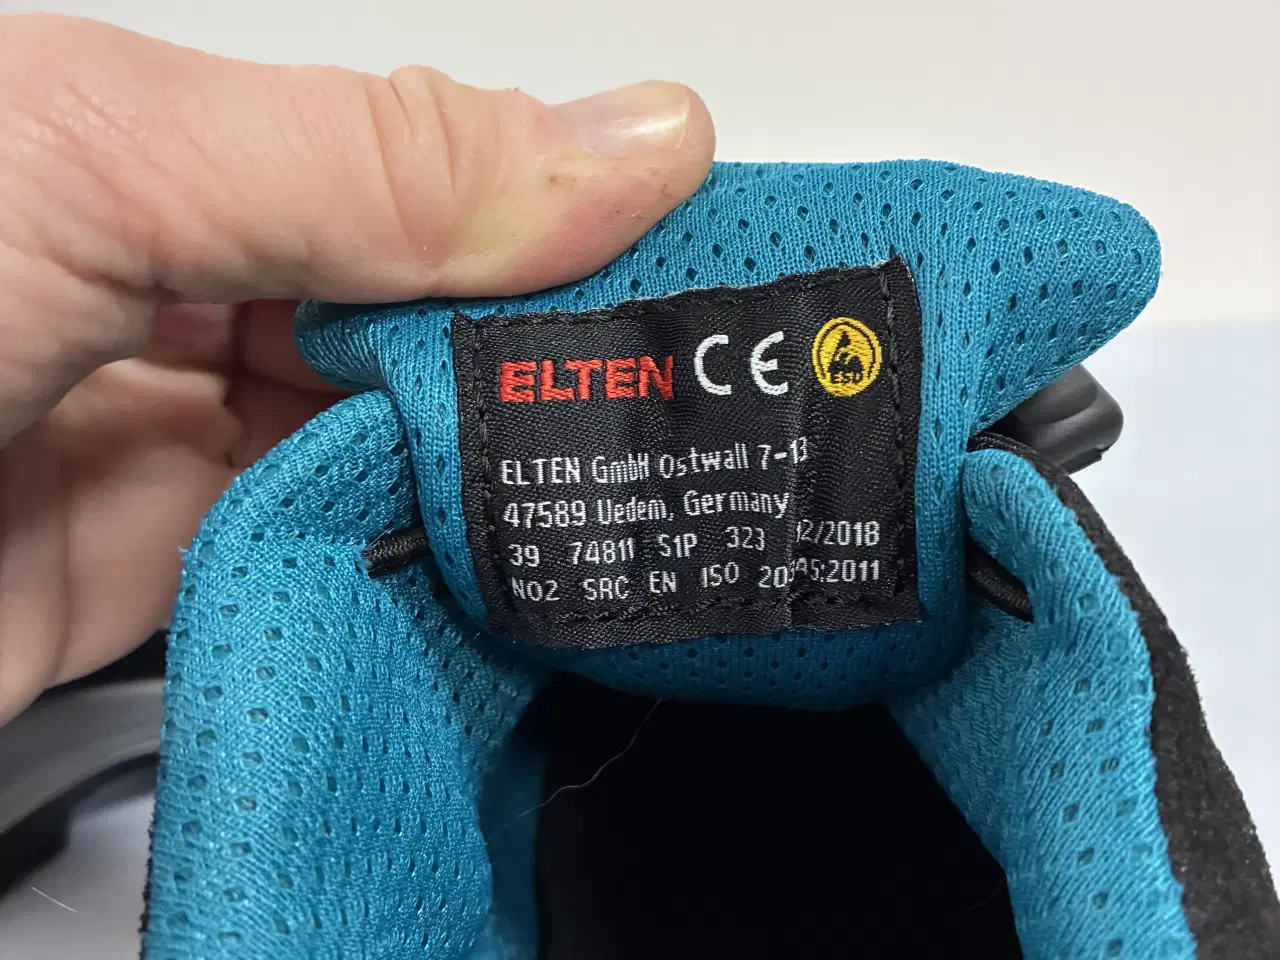 ELTEN CE ESD
ELTEN GmbH Ostwall 7-13
47589 Uedem, Germany
39 74811 S1P 323
NO2 SRC EN ISO